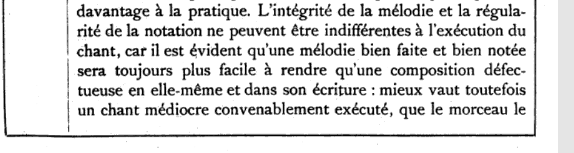 davantage à la pratique. L'intégrité de la mélodie et la régula-
rité de la notation ne peuvent être indifférentes à l'exécution du
chant, car il est évident qu'une mélodie bien faite et bien notée
sera toujours plus facile à rendre qu'une composition défec-
tueuse en elle-même et dans son écriture : mieux vaut toutefois
un chant médiocre convenablement exécuté, que le morceau le